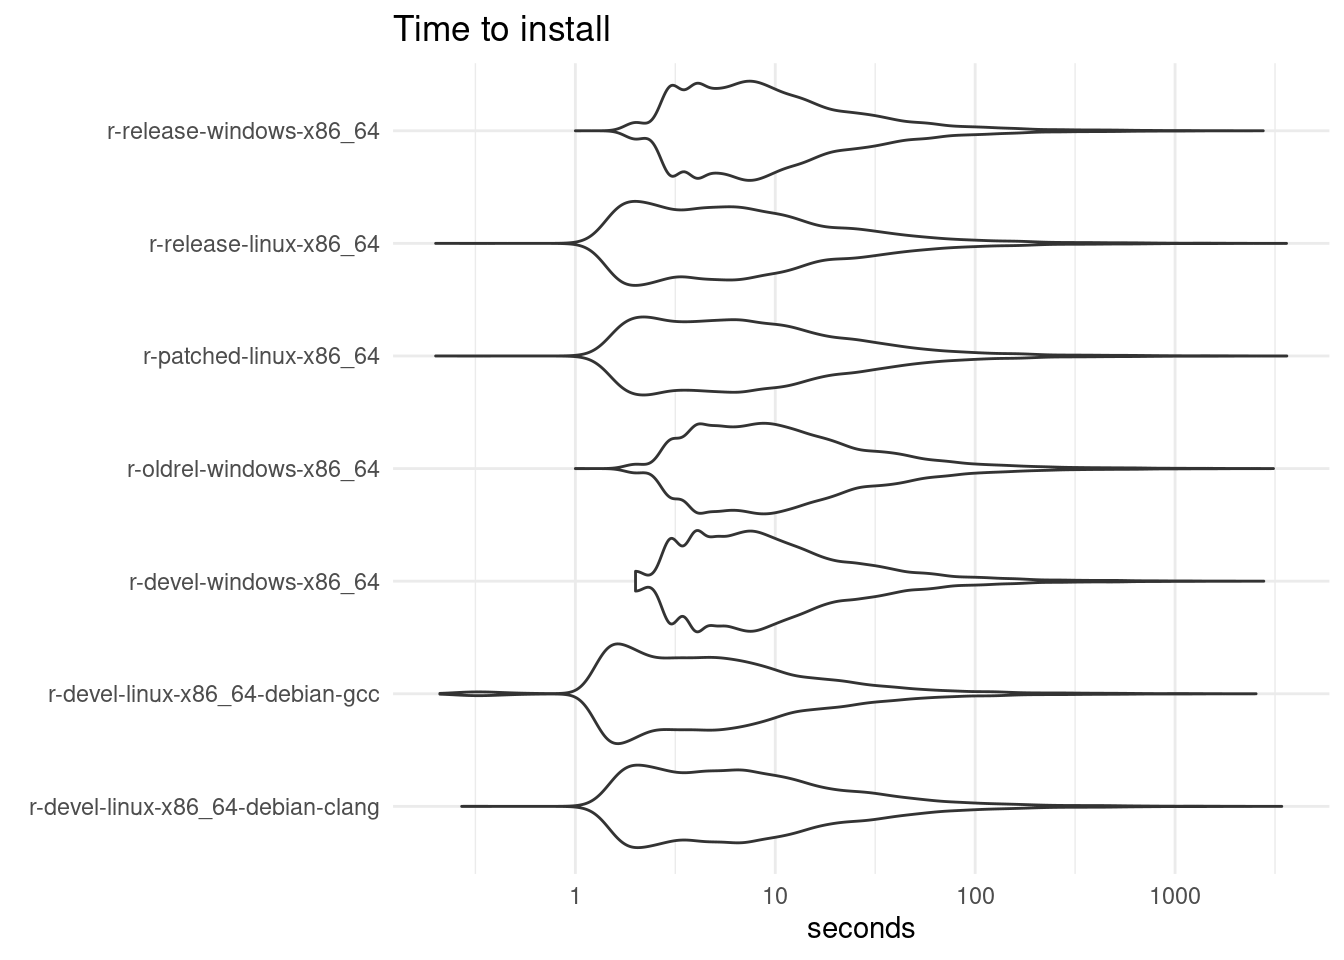 Time to install
r-release-windows-x86_64
r-release-linux-x86_64
r-patched-linux-x86_64
r-oldrel-windows-x86_64
r-devel-windows-x86_64
r-devel-linux-x86_64-debian-gcc
r-devel-linux-x86_64-debian-clang
1 10 100 1000
seconds